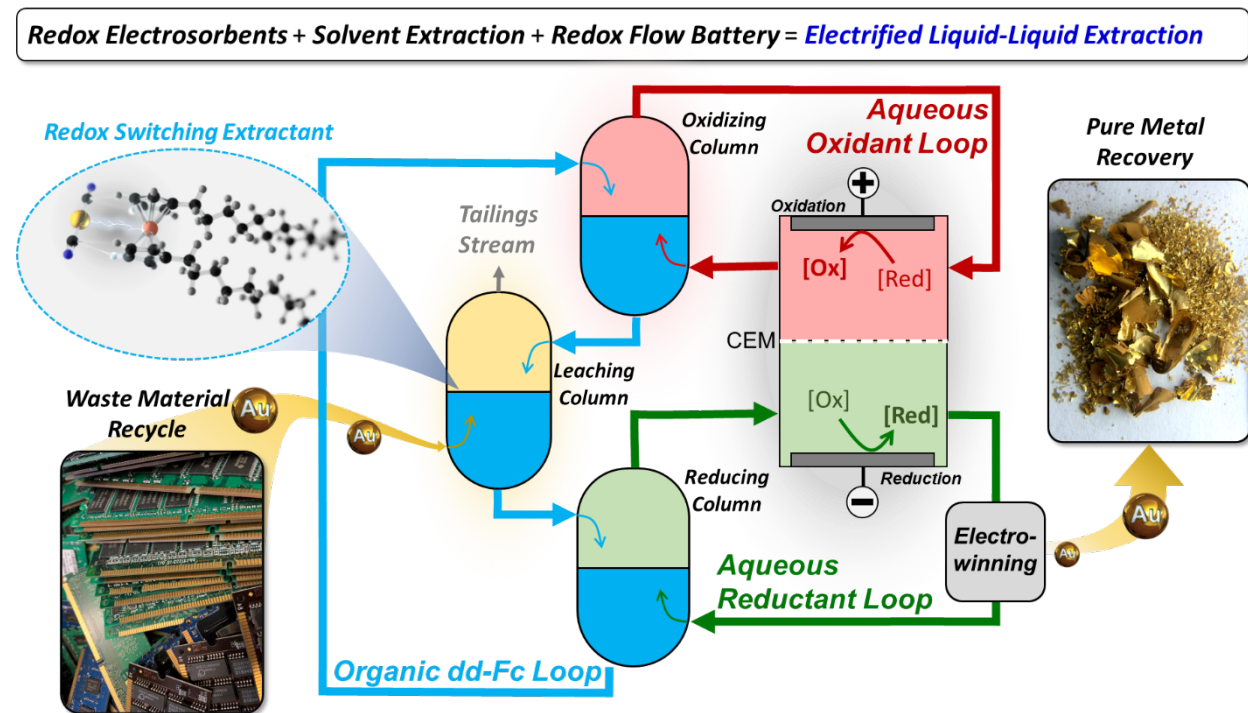 Redox Electrosorbents + Solvent Extraction + Redox Flow Battery = Electrified Liquid-Liquid Extraction
Redox Switching Extractant
Oxidizing
Column
Aqueous
Oxidant Loop
Pure Metal
Recovery
Tailings
Stream
Oxidation
+
[Ox]
[Red]
CEM
Leaching
Column
Waste Material
Recycle
Au
Au
[Ox]
[Red]
Reducing
Column
Reduction
−
Electro-
winning
Au
Au
Aqueous
Reductant Loop
Organic dd-Fc Loop